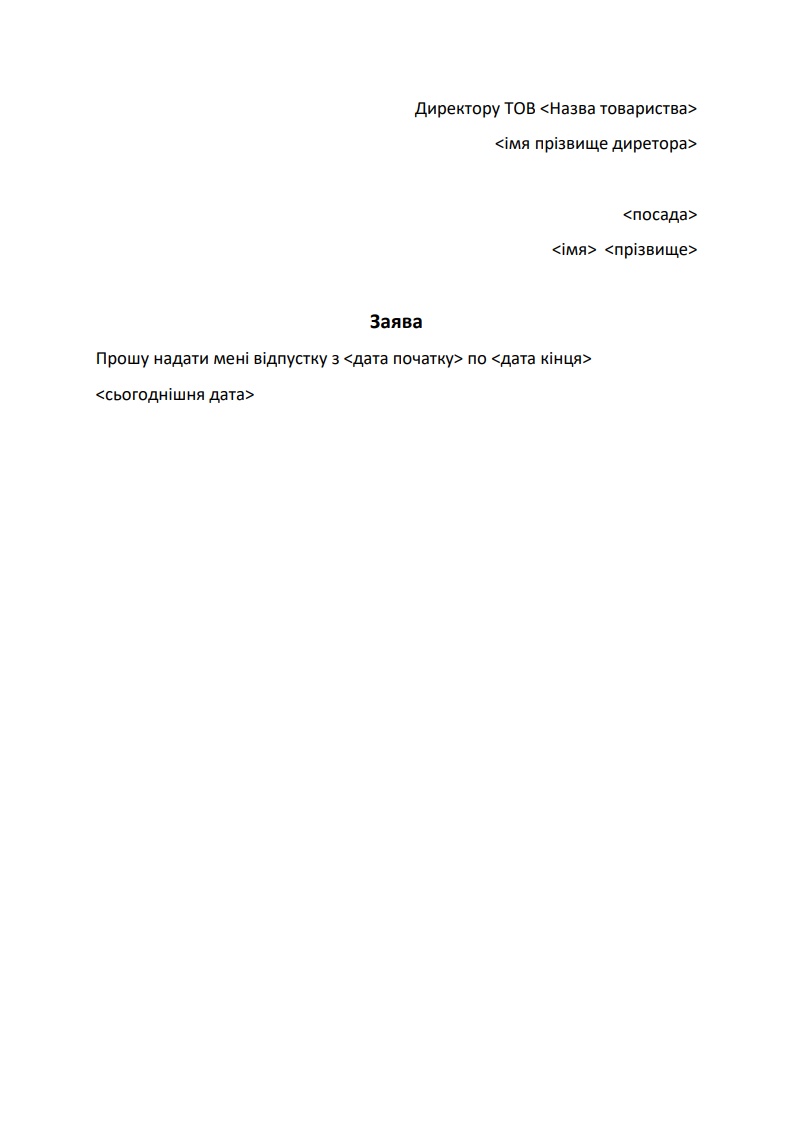 Директору ТОВ <Назва товариства>
<імя прізвище диретора>
<посада>
<імя> <прізвище>
Заява
Прошу надати мені відпустку з <дата початку> по <дата кінця>
<сьогоднішня дата>